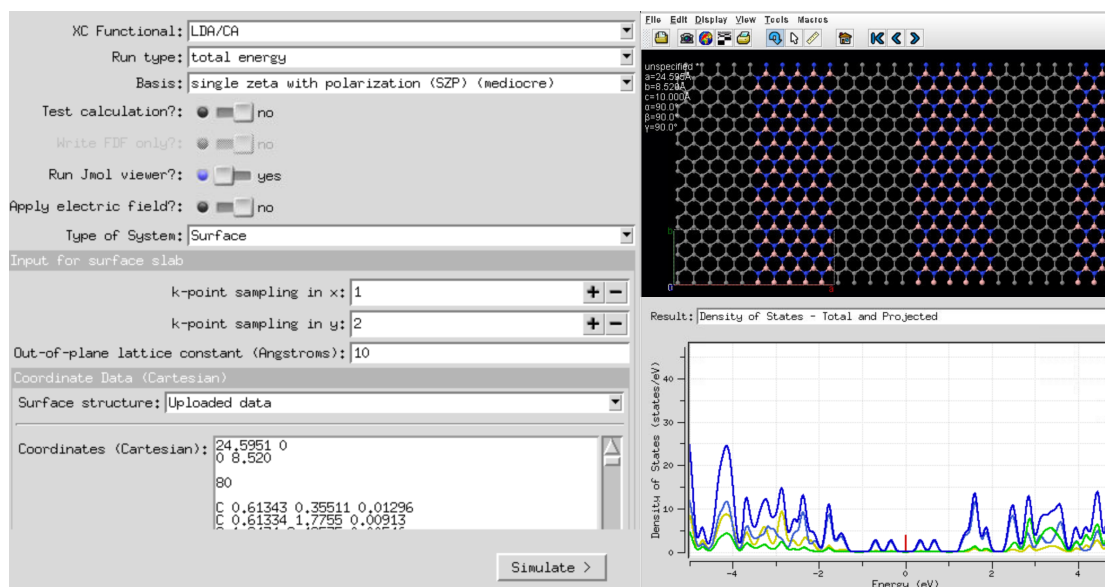 XC Functional: LDA/CA
Run type: total energy
Basis: single zeta with polarization (SZP) (mediocre)
Test calculation?: no
Write FDF only?: no
Run Jmol viewer?: yes
Apply electric field?: no
Type of System: Surface
Input for surface slab
k-point sampling in x: 1
k-point sampling in y: 2
Out-of-plane lattice constant (Angstroms): 10
Coordinate Data (Cartesian)
Surface structure: Uploaded data
Coordinates (Cartesian): 24.5951 0
0 8.520
80
C 0.61343 0.35511 0.01296
C 0.61334 1.7755 0.00913
Simulate >
File Edit Display View Tools Macros
unspecified
a=24.595Å
b=8.520Å
c=10.000Å
α=90.0°
β=90.0°
γ=90.0°
b
0
a
Result: Density of States - Total and Projected
Density of States (states/eV)
40
30
20
10
0
-4
-2
0
2
4
Energy (eV)